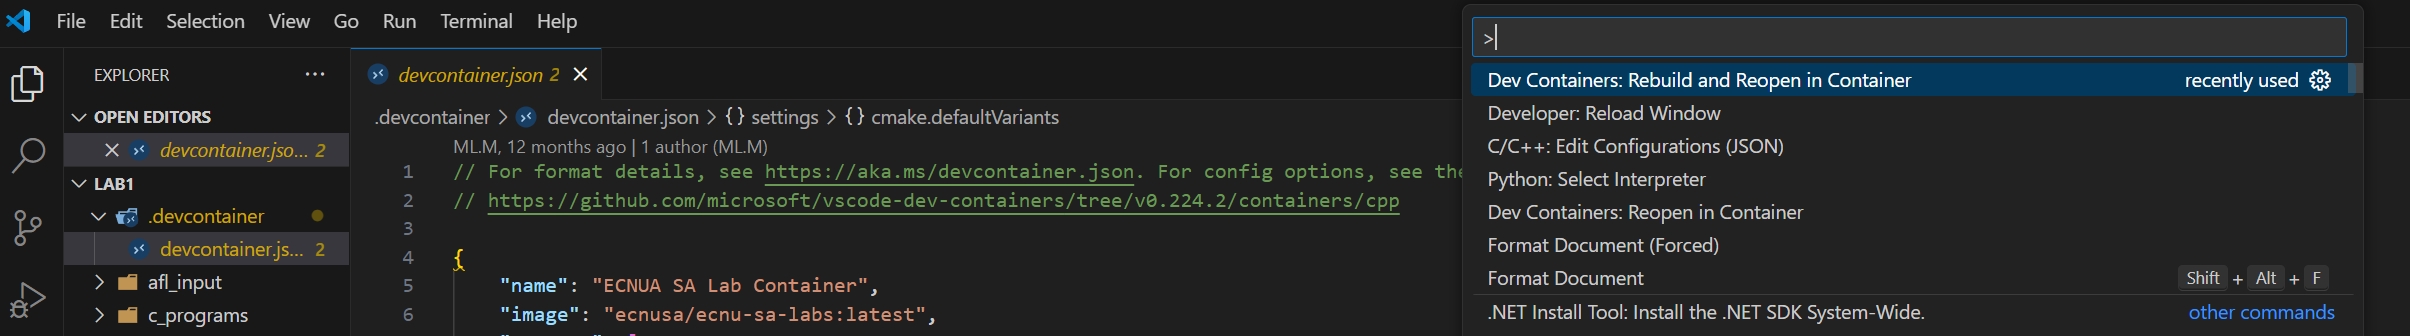 File Edit Selection View Go Run Terminal Help
EXPLORER ...
OPEN EDITORS
devcontainer.jso... 2
LAB1
.devcontainer
devcontainer.js... 2
afl_input
c_programs
devcontainer.json 2
.devcontainer > devcontainer.json > {} settings > {} cmake.defaultVariants
ML.M, 12 months ago | 1 author (ML.M)
1 // For format details, see https://aka.ms/devcontainer.json. For config options, see the
2 // https://github.com/microsoft/vscode-dev-containers/tree/v0.224.2/containers/cpp
3
4 {
5 "name": "ECNUA SA Lab Container",
6 "image": "ecnusa/ecnu-sa-labs:latest",
>
Dev Containers: Rebuild and Reopen in Container recently used
Developer: Reload Window
C/C++: Edit Configurations (JSON)
Python: Select Interpreter
Dev Containers: Reopen in Container
Format Document (Forced)
Format Document Shift + Alt + F
.NET Install Tool: Install the .NET SDK System-Wide. other commands